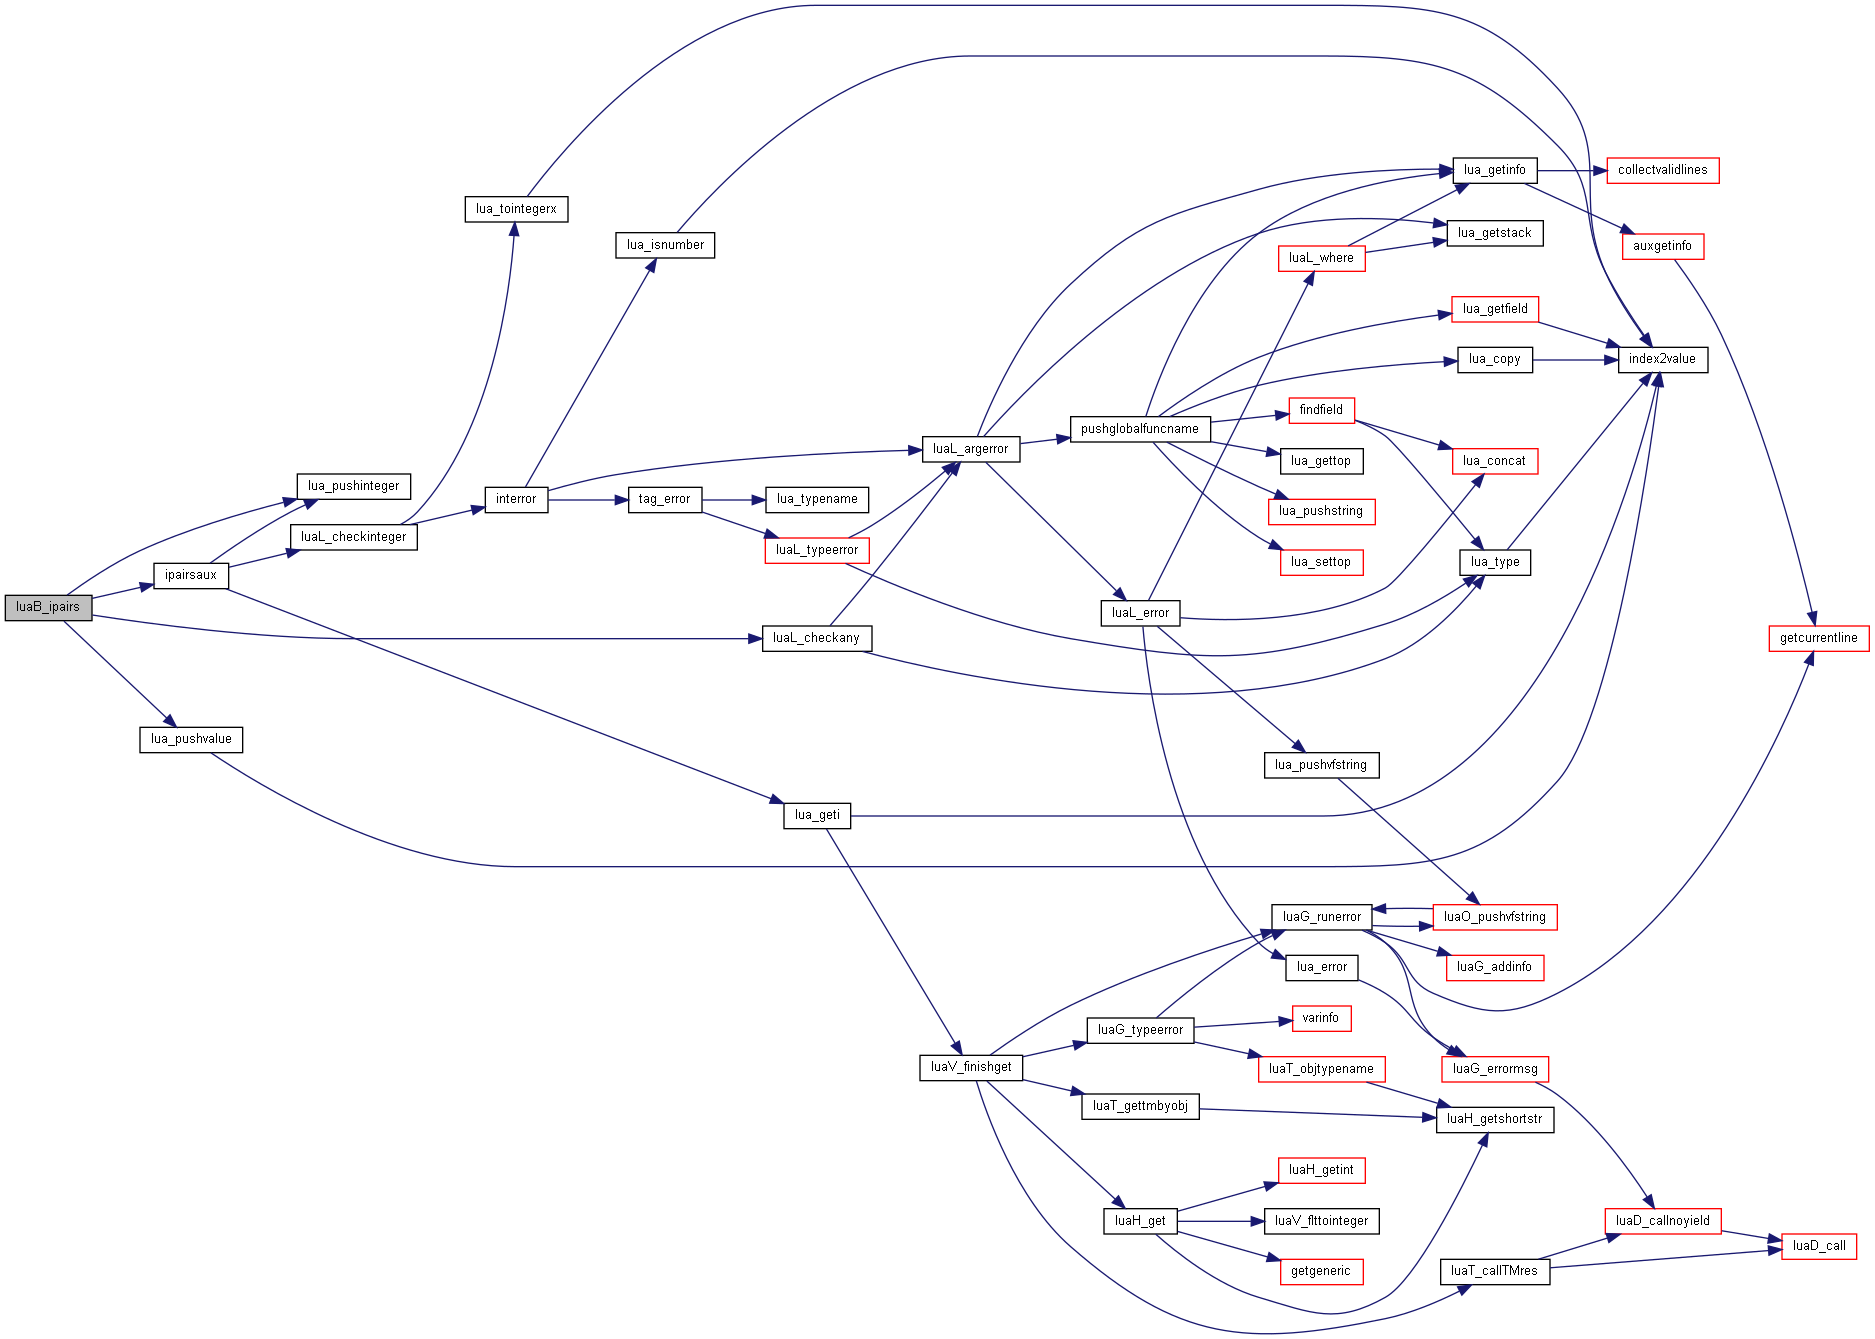 lua_getinfo
collectvalidlines
lua_tointegerx
lua_isnumber
lua_getstack
auxgetinfo
luaL_where
lua_getfield
lua_copy
index2value
findfield
pushglobalfuncname
luaL_argerror
lua_gettop
lua_concat
lua_pushinteger
interror
tag_error
lua_typename
lua_pushstring
luaL_checkinteger
luaL_typeerror
lua_settop
lua_type
ipairsaux
luaB_ipairs
luaL_error
luaL_checkany
getcurrentline
lua_pushvalue
lua_pushvfstring
lua_geti
luaG_runerror
luaO_pushvfstring
lua_error
luaG_addinfo
varinfo
luaG_typeerror
luaV_finishget
luaT_objtypename
luaG_errormsg
luaT_gettmbyobj
luaH_getshortstr
luaH_getint
luaH_get
luaV_flttointeger
luaD_callnoyield
luaD_call
getgeneric
luaT_callTMres